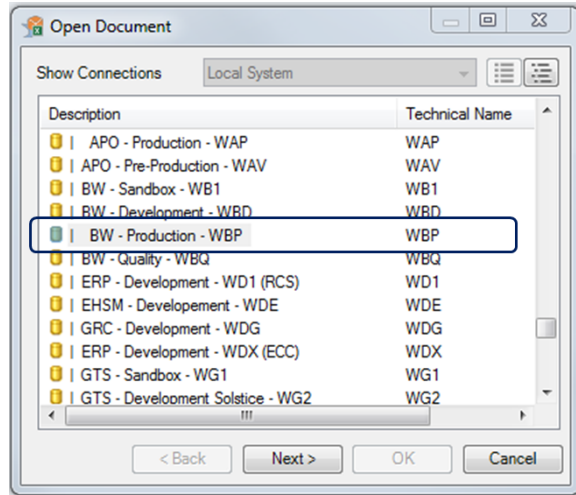 Open Document
Show Connections Local System
Description Technical Name
| APO - Production - WAP WAP
| APO - Pre-Production - WAV WAV
| BW - Sandbox - WB1 WB1
| BW - Development - WBD WBD
| BW - Production - WBP WBP
| BW - Quality - WBQ WBQ
| ERP - Development - WD1 (RCS) WD1
| EHSM - Developement - WDE WDE
| GRC - Development - WDG WDG
| ERP - Development - WDX (ECC) WDX
| GTS - Sandbox - WG1 WG1
| GTS - Development Solstice - WG2 WG2
< Back Next > OK Cancel